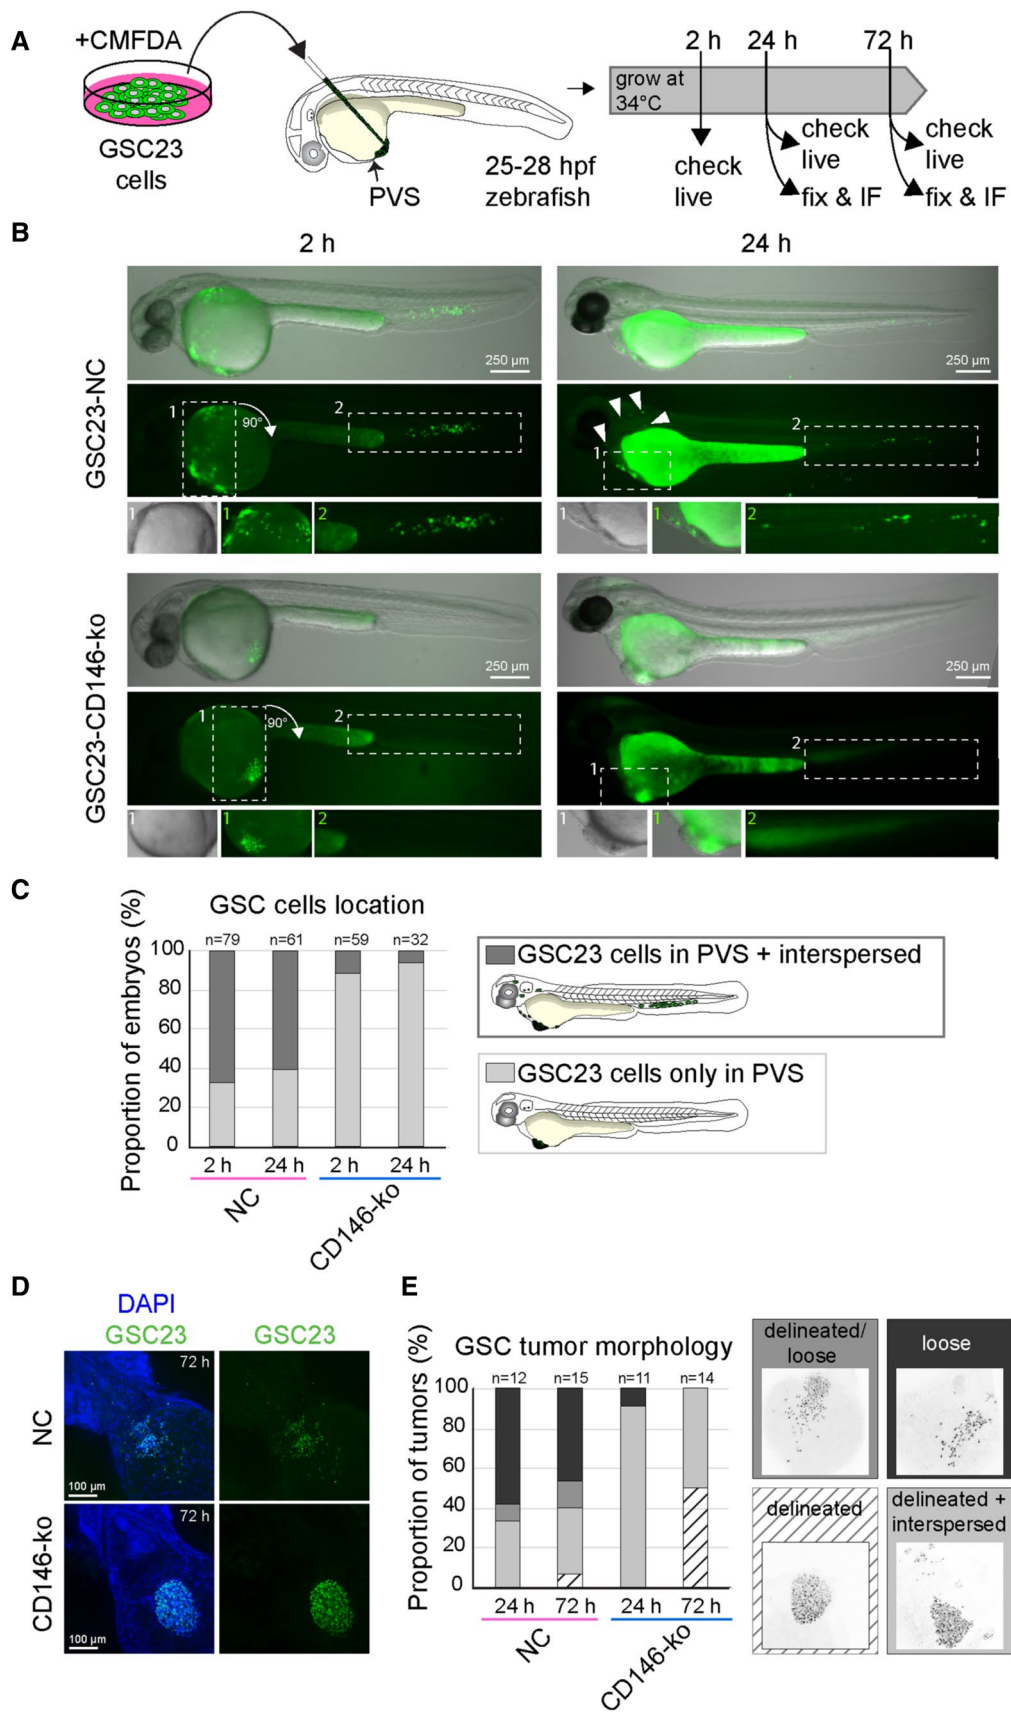 A
+CMFDA
GSC23
cells
PVS
25-28 hpf
zebrafish
2 h 24 h 72 h
grow at
34°C
check
live
check
live
fix & IF
check
live
fix & IF
B
2 h
24 h
GSC23-NC
250 µm
250 µm
1
90°
2
1
2
1
1
2
1
1
2
GSC23-CD146-ko
250 µm
250 µm
1
90°
2
1
2
1
1
2
1
1
2
C
GSC cells location
Proportion of embryos (%)
n=79 n=61 n=59 n=32
100
80
60
40
20
0
2 h 24 h 2 h 24 h
NC
CD146-ko
GSC23 cells in PVS + interspersed
GSC23 cells only in PVS
D
DAPI
GSC23
GSC23
NC
72 h
100 µm
CD146-ko
72 h
100 µm
E
GSC tumor morphology
Proportion of tumors (%)
n=12 n=15 n=11 n=14
100
80
60
40
20
0
24 h 72 h 24 h 72 h
NC
CD146-ko
delineated/
loose
loose
delineated
delineated +
interspersed